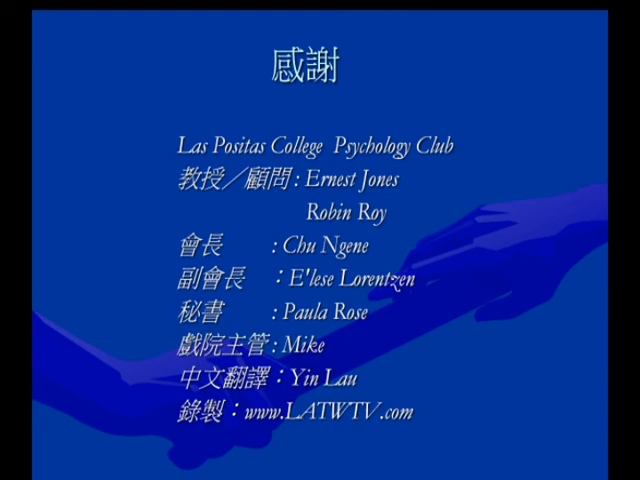 感謝
Las Positas College Psychology Club
教授／顧問 : Ernest Jones
Robin Roy
會長 : Chu Ngene
副會長 : E'lese Lorentzen
秘書 : Paula Rose
戲院主管 : Mike
中文翻譯：Yin Lau
錄製：www.LATWTV.com